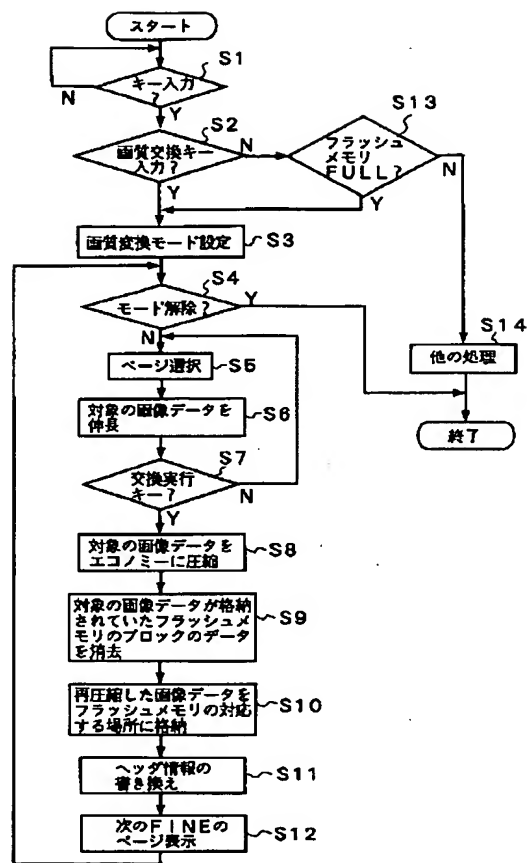 スタート
S1
キー入力
?
N
Y
S2
画質交換キー
入力?
N
Y
S13
フラッシュ
メモリ
FULL?
N
Y
画質変換モード設定
S3
S4
モード解除?
Y
N
S14
他の処理
ページ選択
S5
終了
対象の画像データを
伸長
S6
S7
交換実行
キー?
N
Y
対象の画像データを
エコノミーに圧縮
S8
対象の画像データが格納
されていたフラッシュメ
モリのブロックのデータ
を消去
S9
再圧縮した画像データを
フラッシュメモリの対応
する場所に格納
S10
ヘッダ情報の
書き換え
S11
次のFINEの
ページ表示
S12